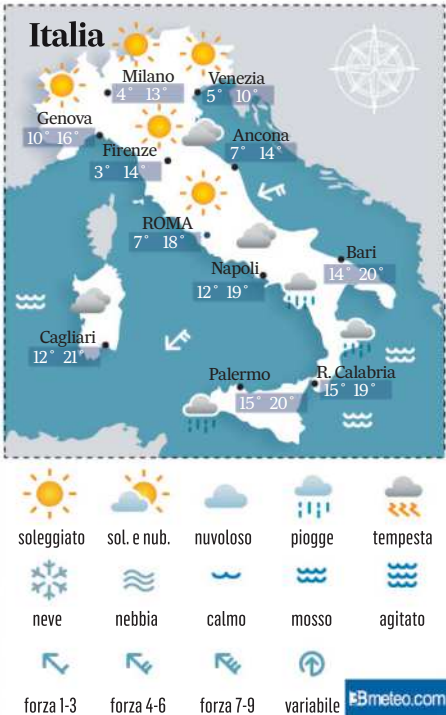 Italia
Milano
4° 13°
Venezia
5° 10°
Genova
10° 16°
Firenze
3° 14°
Ancona
7° 14°
ROMA
7° 18°
Napoli
12° 19°
Bari
14° 20°
Cagliari
12° 21°
Palermo
15° 20°
R. Calabria
15° 19°
soleggiato sol. e nub. nuvoloso piogge tempesta
neve nebbia calmo mosso agitato
forza 1-3 forza 4-6 forza 7-9 variabile
3Bmeteo.com